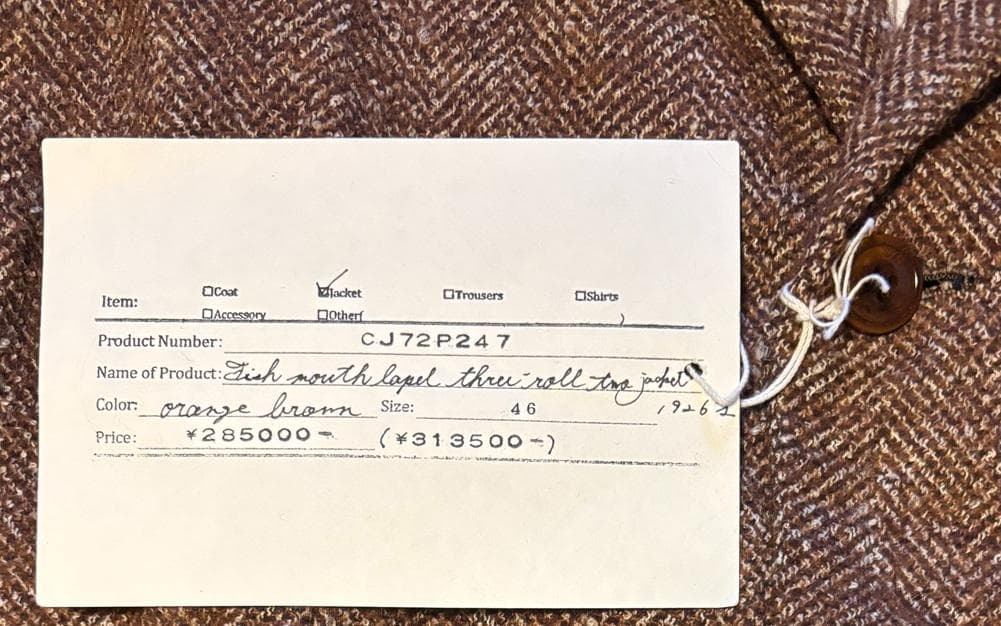 Item: ☐Coat ☑Jacket ☐Trousers ☐Shirts
☐Accessory ☐Other( )
Product Number: CJ72P247
Name of Product: Fish mouth lapel three-roll two jacket
Color: orange brown Size: 46
Price: ¥285000- (¥313500-)